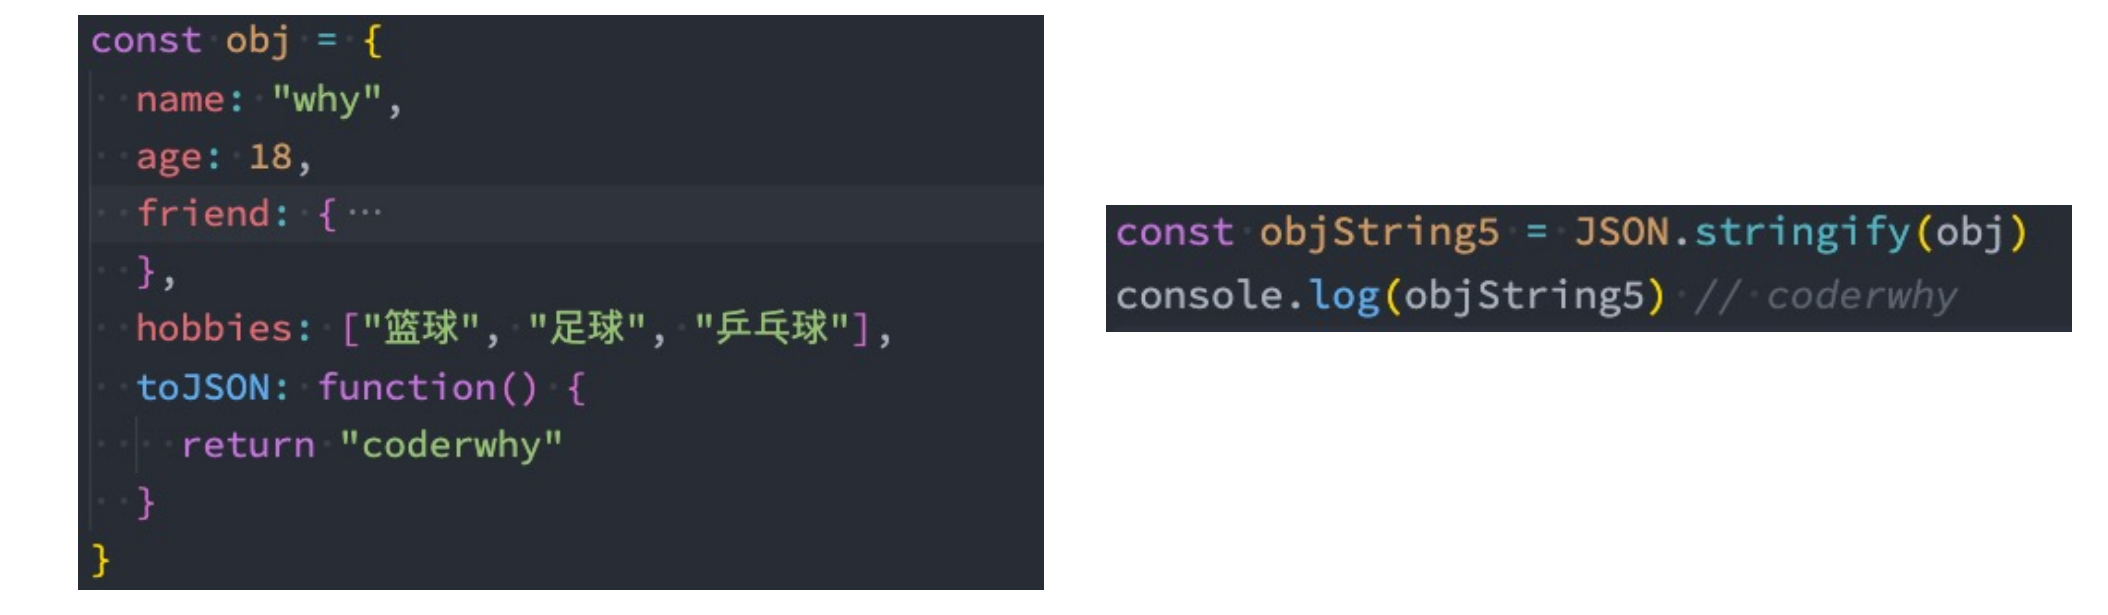 const obj = {
name: "why",
age: 18,
friend: {···
},
hobbies: ["篮球", "足球", "乒乓球"],
toJSON: function() {
return "coderwhy"
}
}
const objString5 = JSON.stringify(obj)
console.log(objString5) // coderwhy